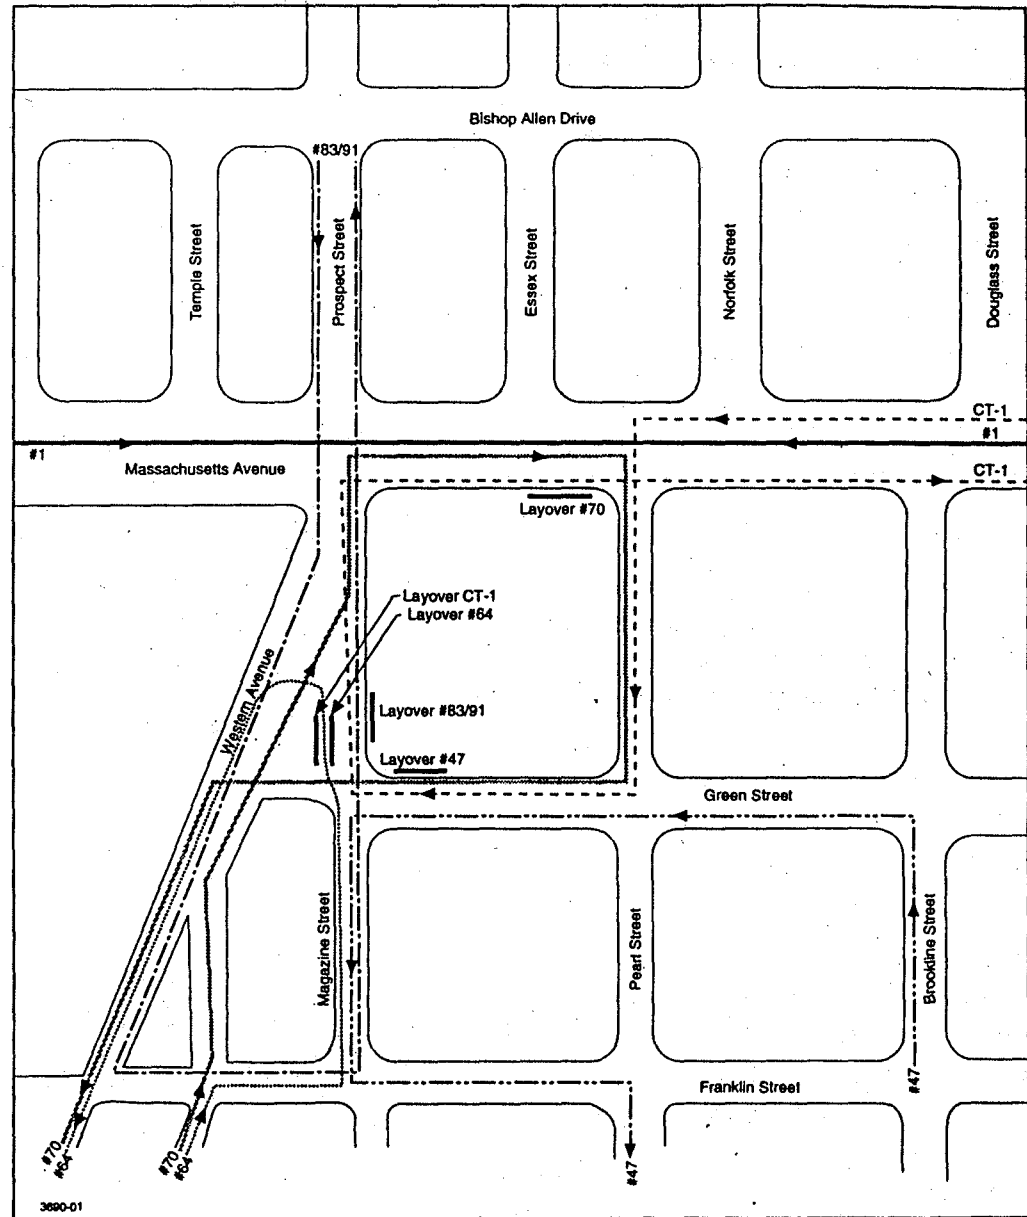 Bishop Allen Drive
#83/91
Temple Street
Prospect Street
Essex Street
Norfolk Street
Douglass Street
CT-1
#1
#1
Massachusetts Avenue
CT-1
Layover #70
Layover CT-1
Layover #64
Western Avenue
Layover #83/91
Layover #47
Green Street
Magazine Street
Pearl Street
Brookline Street
Franklin Street
#47
#70
#64
#70
#64
#47
3690-01